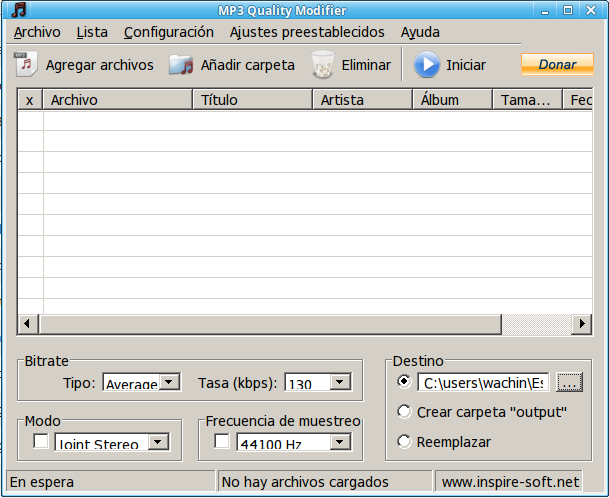 MP3 Quality Modifier
Archivo Lista Configuración Ajustes preestablecidos Ayuda
MP3 Agregar archivos Añadir carpeta Eliminar Iniciar Donar
x Archivo Título Artista Álbum Tama... Fec
Bitrate
Tipo: Average Tasa (kbps): 130
Destino
C:\users\wachin\Es ...
Modo
Joint Stereo
Frecuencia de muestreo
44100 Hz
Crear carpeta "output"
Reemplazar
En espera No hay archivos cargados www.inspire-soft.net